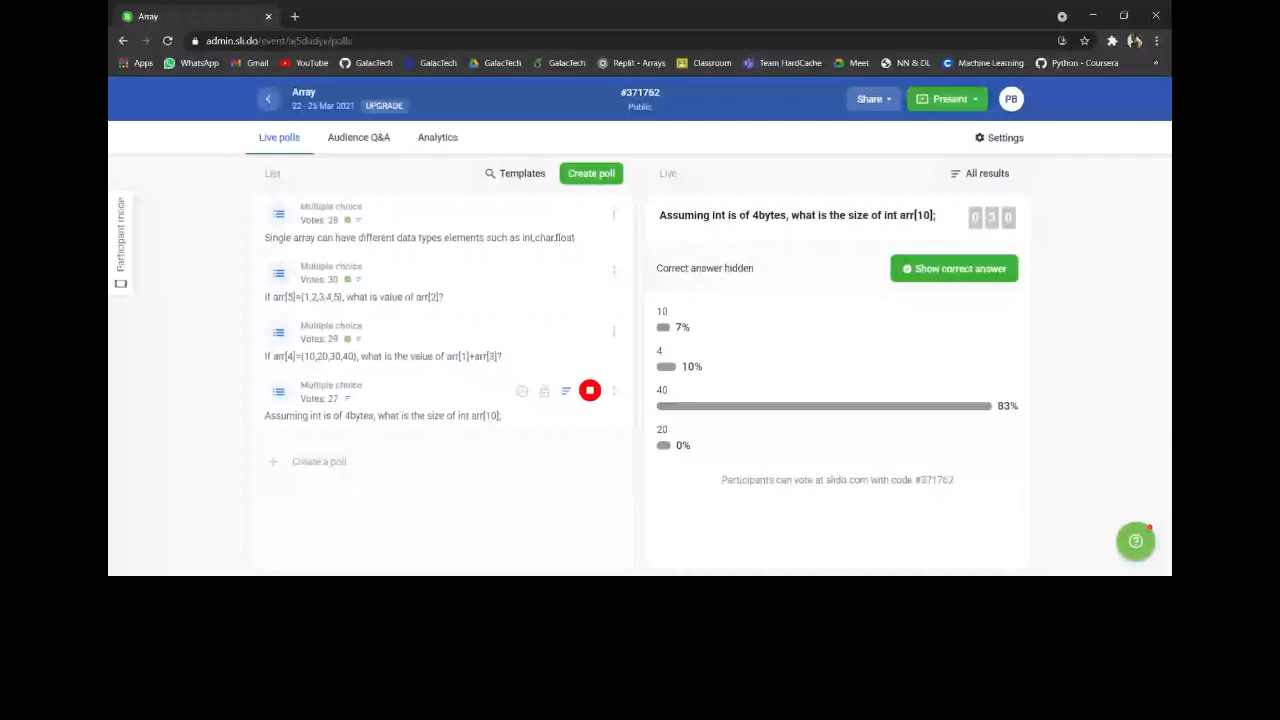 Array
admin.sli.do/event/aj5dudyv/polls
Apps WhatsApp Gmail YouTube GalacTech GalacTech GalacTech GalacTech Replit - Arrays Classroom Team HardCache Meet NN & DL Machine Learning Python - Coursera »
Array
22 - 25 Mar 2021 UPGRADE
#371762
Public
Share Present PB
Live polls Audience Q&A Analytics Settings
Participant mode
List Templates Create poll
Multiple choice
Votes: 28
Single array can have different data types elements such as int,char,float
Multiple choice
Votes: 30
If arr[5]={1,2,3,4,5}, what is value of arr[2]?
Multiple choice
Votes: 29
If arr[4]={10,20,30,40}, what is the value of arr[1]+arr[3]?
Multiple choice
Votes: 27
Assuming int is of 4bytes, what is the size of int arr[10];
Create a poll
Live All results
Assuming int is of 4bytes, what is the size of int arr[10]; 0 3 0
Correct answer hidden Show correct answer
10
7%
4
10%
40
83%
20
0%
Participants can vote at slido.com with code #371762